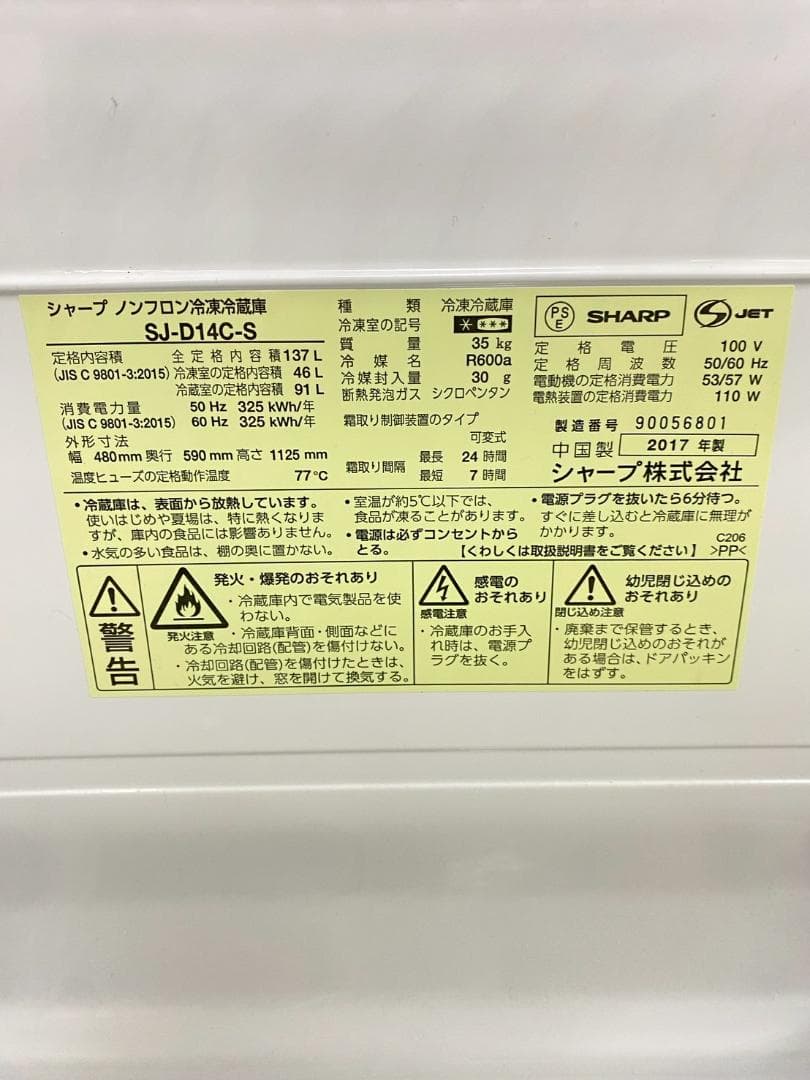 シャープ ノンフロン冷凍冷蔵庫
SJ-D14C-S
定格内容積 全定格内容積 137 L
(JIS C 9801-3:2015) 冷凍室の定格内容積 46 L
冷蔵室の定格内容積 91 L
消費電力量 50 Hz 325 kWh/年
(JIS C 9801-3:2015) 60 Hz 325 kWh/年
外形寸法
幅 480mm 奥行 590 mm 高さ 1125 mm
温度ヒューズの定格動作温度 77℃
種類 冷凍冷蔵庫
冷凍室の記号 * ***
質量 35 kg
冷媒名 R600a
冷媒封入量 30 g
断熱発泡ガス シクロペンタン
霜取り制御装置のタイプ
可変式
霜取り間隔 最長 24 時間
最短 7 時間
PSE SHARP S JET
定格電圧 100 V
定格周波数 50/60 Hz
電動機の定格消費電力 53/57 W
電熱装置の定格消費電力 110 W
製造番号 90056801
中国製 2017 年製
シャープ株式会社
・冷蔵庫は、表面から放熱しています。
使いはじめや夏場は、特に熱くなりま
すが、庫内の食品には影響ありません。
・水気の多い食品は、棚の奥に置かない。
・室温が約5℃以下では、
食品が凍ることがあります。
・電源は必ずコンセントから
とる。
・電源プラグを抜いたら6分待つ。
すぐに差し込むと冷蔵庫に無理が
かかります。
C206
【くわしくは取扱説明書をご覧ください】 >PP<
警告
発火・爆発のおそれあり
発火注意
・冷蔵庫内で電気製品を使
わない。
・冷蔵庫背面・側面などに
ある冷却回路(配管)を傷付けない。
・冷却回路(配管)を傷付けたときは、
火気を避け、窓を開けて換気する。
感電の
おそれあり
感電注意
・冷蔵庫のお手入
れ時は、電源プ
ラグを抜く。
幼児閉じ込めの
おそれあり
閉じ込め注意
・廃棄まで保管するとき、
幼児閉じ込めのおそれが
ある場合は、ドアパッキン
をはずす。